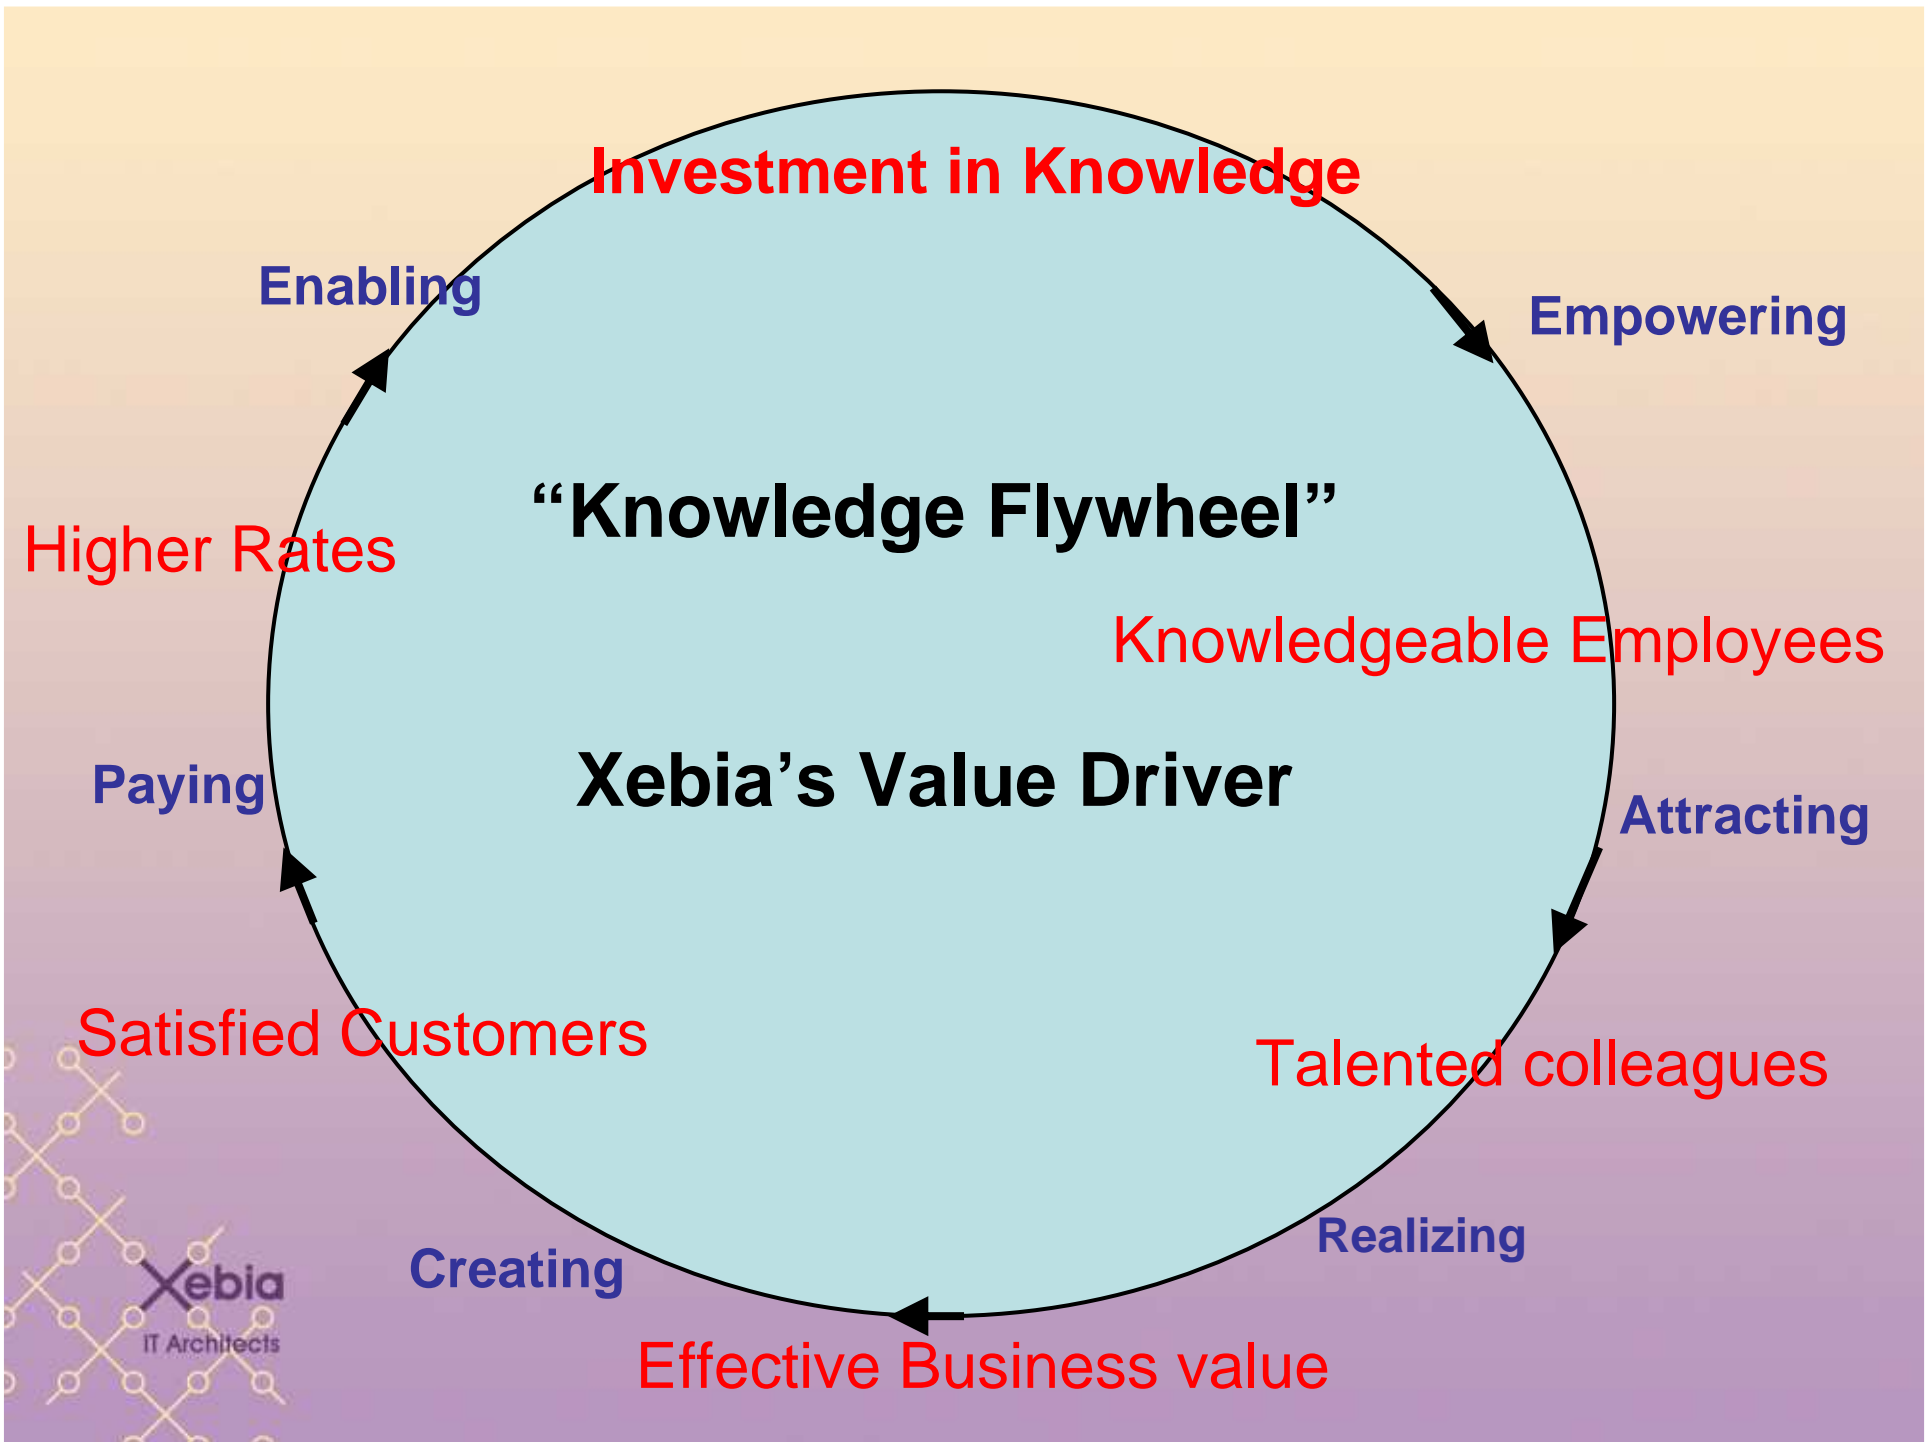 Investment in Knowledge
Enabling
Empowering
“Knowledge Flywheel”
Higher Rates
Knowledgeable Employees
Xebia’s Value Driver
Paying
Attracting
Satisfied Customers
Talented colleagues
Realizing
Creating
Xebia
IT Architects
Effective Business value